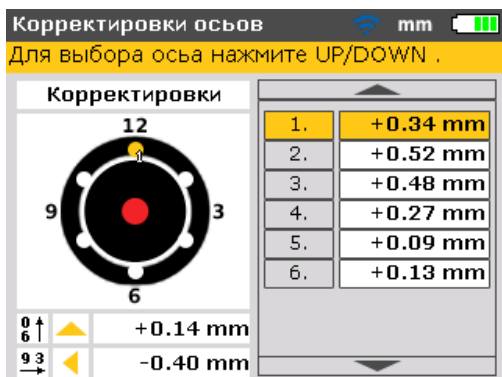 Корректировки осьов mm
Для выбора осьа нажмите UP/DOWN .
Корректировки
12
1
9 3
6
1. +0.34 mm
2. +0.52 mm
3. +0.48 mm
4. +0.27 mm
5. +0.09 mm
6. +0.13 mm
0
6
+0.14 mm
9 3
-0.40 mm